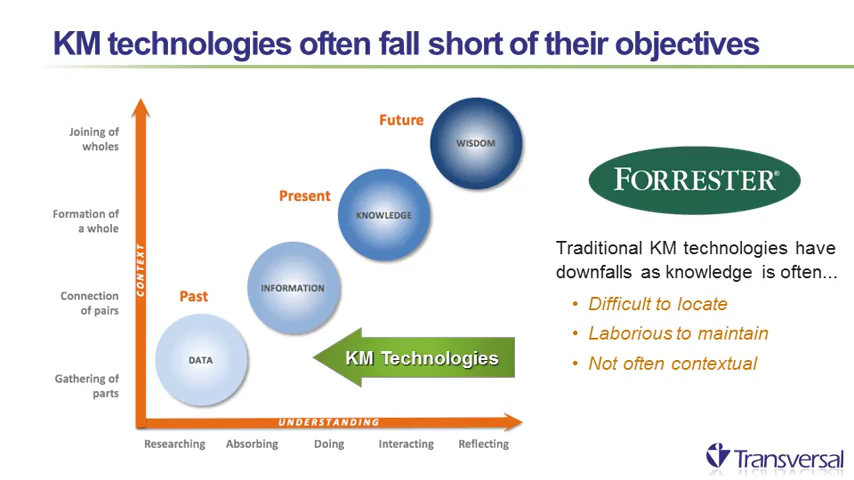 KM technologies often fall short of their objectives
Joining of
wholes
Formation of
a whole
Connection
of pairs
Gathering of
parts
CONTEXT
Future
WISDOM
Present
KNOWLEDGE
Past
INFORMATION
DATA
KM Technologies
UNDERSTANDING
Researching Absorbing Doing Interacting Reflecting
FORRESTER®
Traditional KM technologies have
downfalls as knowledge is often...
• Difficult to locate
• Laborious to maintain
• Not often contextual
Transversal